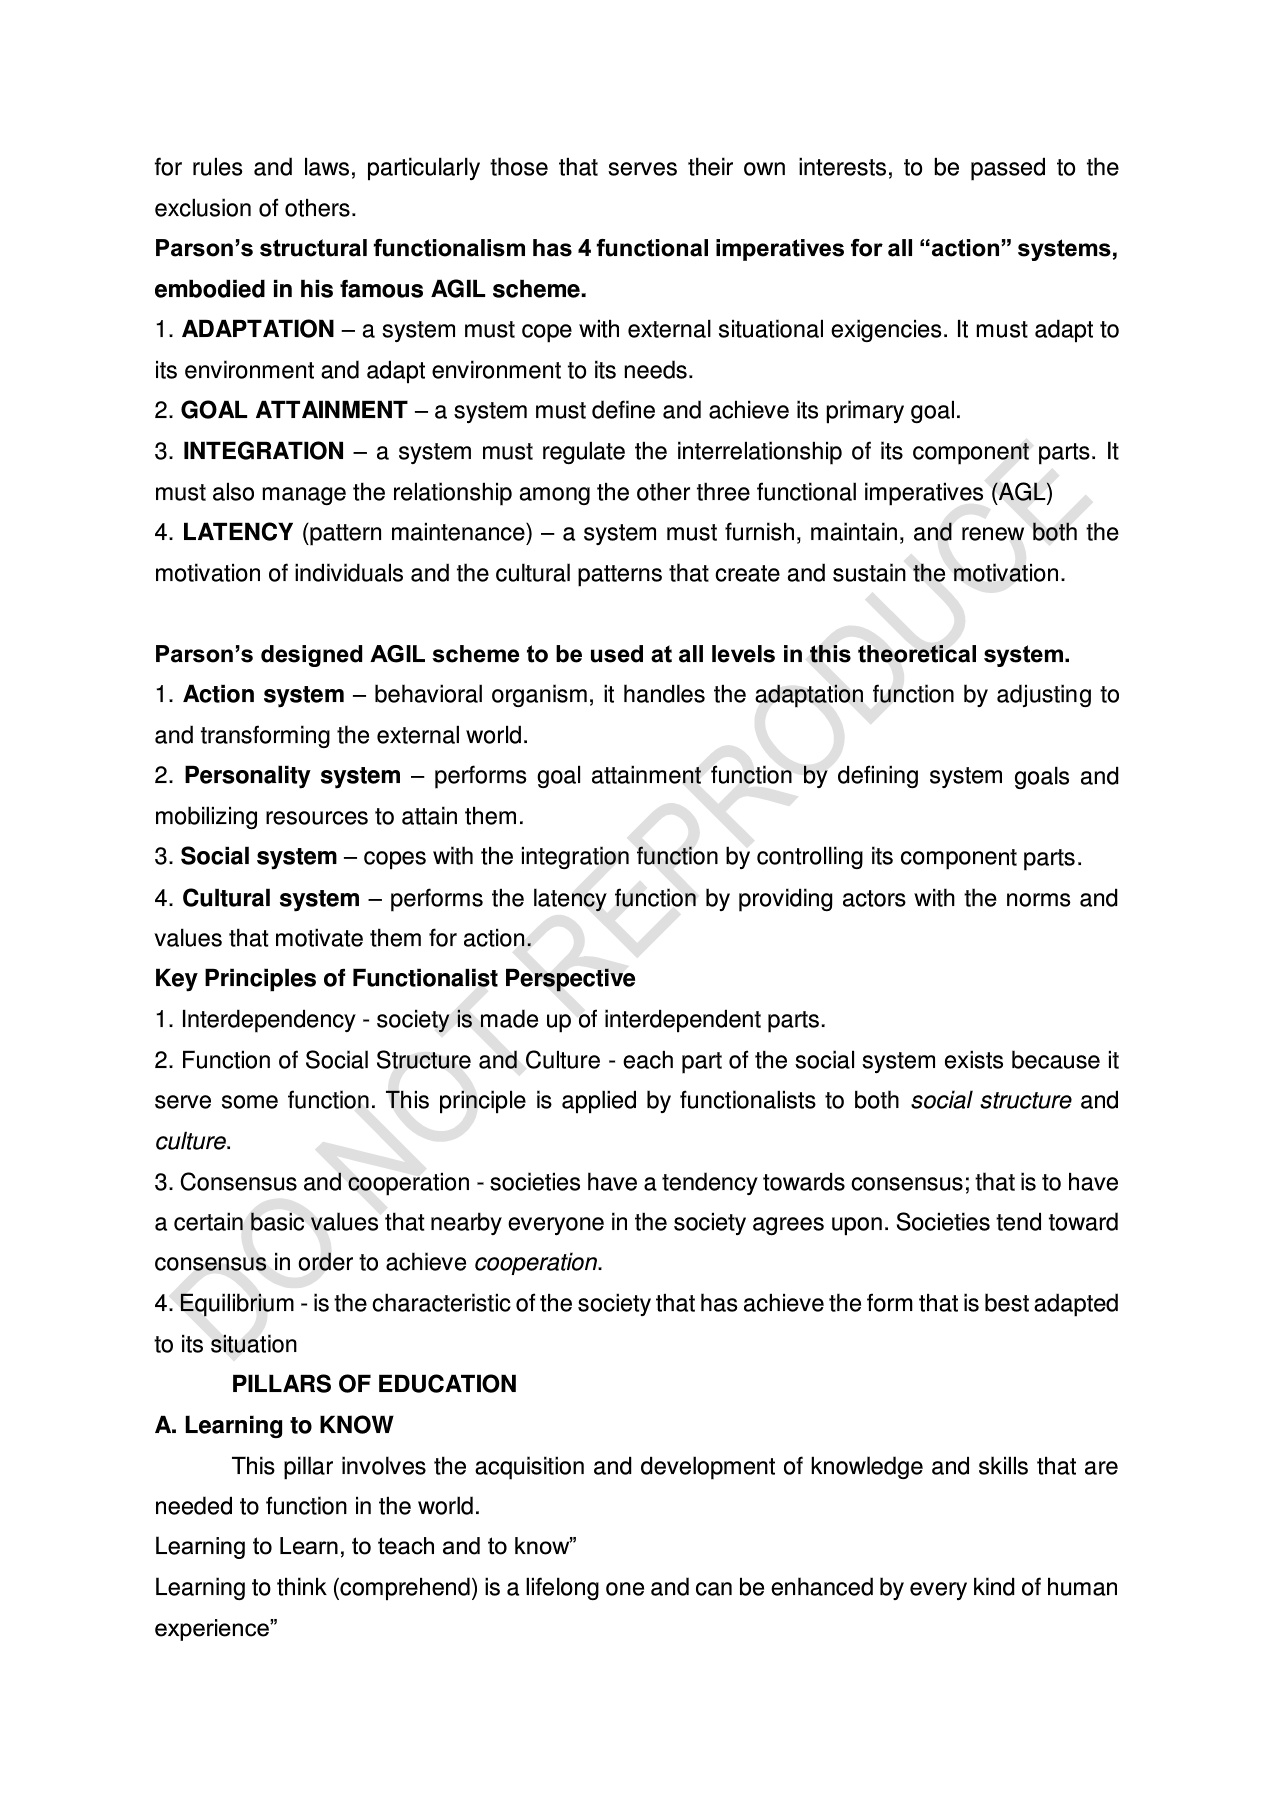 for rules and laws, particularly those that serves their own interests, to be passed to the
exclusion of others.
Parson’s structural functionalism has 4 functional imperatives for all “action” systems,
embodied in his famous AGIL scheme.
1. ADAPTATION – a system must cope with external situational exigencies. It must adapt to
its environment and adapt environment to its needs.
2. GOAL ATTAINMENT – a system must define and achieve its primary goal.
3. INTEGRATION – a system must regulate the interrelationship of its component parts. It
must also manage the relationship among the other three functional imperatives (AGL)
4. LATENCY (pattern maintenance) – a system must furnish, maintain, and renew both the
motivation of individuals and the cultural patterns that create and sustain the motivation.
Parson’s designed AGIL scheme to be used at all levels in this theoretical system.
1. Action system – behavioral organism, it handles the adaptation function by adjusting to
and transforming the external world.
2. Personality system – performs goal attainment function by defining system goals and
mobilizing resources to attain them.
3. Social system – copes with the integration function by controlling its component parts.
4. Cultural system – performs the latency function by providing actors with the norms and
values that motivate them for action.
Key Principles of Functionalist Perspective
1. Interdependency - society is made up of interdependent parts.
2. Function of Social Structure and Culture - each part of the social system exists because it
serve some function. This principle is applied by functionalists to both social structure and
culture.
3. Consensus and cooperation - societies have a tendency towards consensus; that is to have
a certain basic values that nearby everyone in the society agrees upon. Societies tend toward
consensus in order to achieve cooperation.
4. Equilibrium - is the characteristic of the society that has achieve the form that is best adapted
to its situation
PILLARS OF EDUCATION
A. Learning to KNOW
This pillar involves the acquisition and development of knowledge and skills that are
needed to function in the world.
Learning to Learn, to teach and to know”
Learning to think (comprehend) is a lifelong one and can be enhanced by every kind of human
experience”
DO NOT REPRODUCE